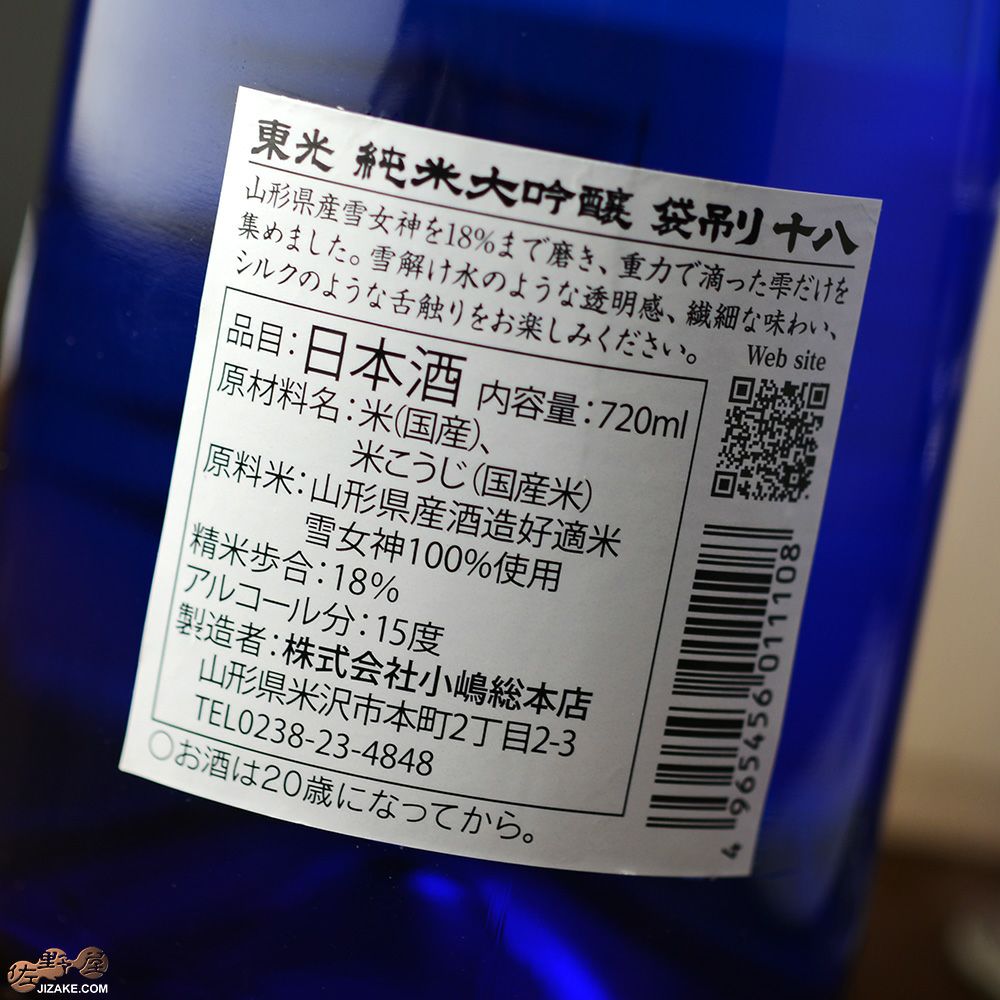 東光 純米大吟醸 袋吊り 十八
山形県産雪女神を18%まで磨き、重力で滴った雫だけを
集めました。雪解け水のような透明感、繊細な味わい、
シルクのような舌触りをお楽しみください。
Web site
品目:日本酒 内容量:720ml
原材料名:米(国産)、
米こうじ(国産米)
原料米:山形県産酒造好適米
雪女神100%使用
精米歩合:18%
アルコール分:15度
製造者:株式会社小嶋総本店
山形県米沢市本町2丁目2-3
TEL0238-23-4848
○お酒は20歳になってから。
4 965456 011108
佐野屋
JIZAKE.COM